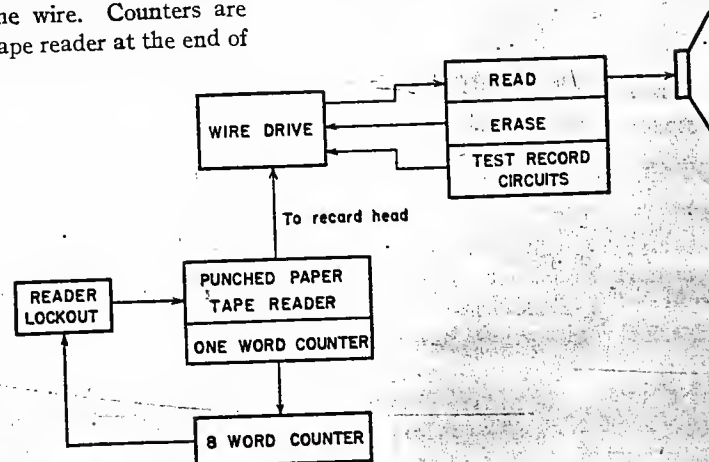 ne wire. Counters are
ape reader at the end of
READ
ERASE
TEST RECORD
CIRCUITS
WIRE DRIVE
To record head
PUNCHED PAPER
TAPE READER
ONE WORD COUNTER
READER
LOCKOUT
8 WORD COUNTER